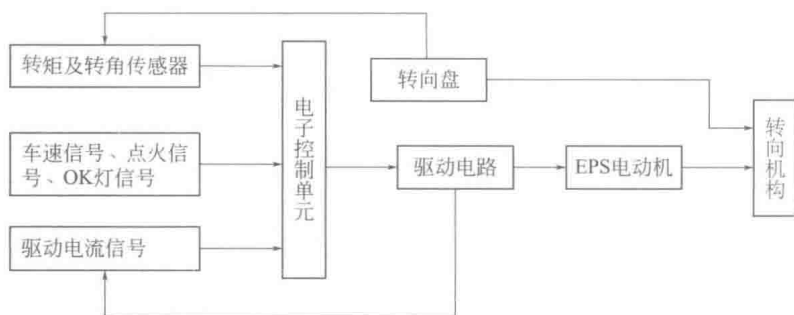 转矩及转角传感器
车速信号、点火信
号、OK灯信号
驱动电流信号
电子控制单元
转向盘
驱动电路
EPS电动机
转向机构